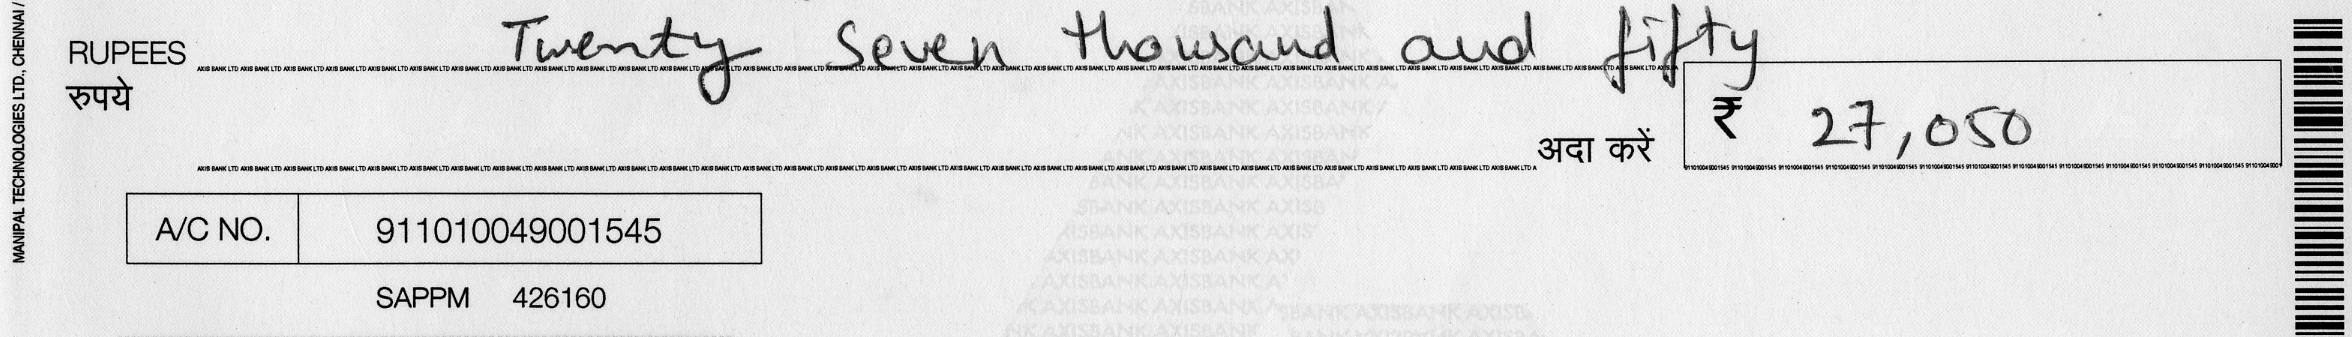 MANIPAL TECHNOLOGIES LTD., CHENNAI /
RUPEES Twenty Seven thousand and fifty
रुपये
अदा करें ₹ 27,050
A/C NO. 911010049001545
SAPPM 426160